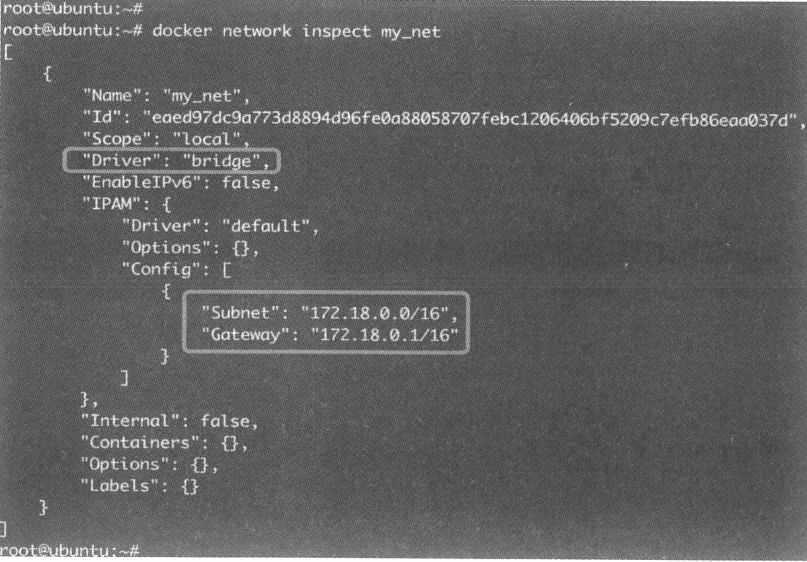 root@ubuntu:~#
root@ubuntu:~# docker network inspect my_net
[
    {
        "Name": "my_net",
        "Id": "eaed97dc9a773d8894d96fe0a88058707febc1206406bf5209c7efb86eaa037d",
        "Scope": "local",
        "Driver": "bridge",
        "EnableIPv6": false,
        "IPAM": {
            "Driver": "default",
            "Options": {},
            "Config": [
                {
                    "Subnet": "172.18.0.0/16",
                    "Gateway": "172.18.0.1/16"
                }
            ]
        },
        "Internal": false,
        "Containers": {},
        "Options": {},
        "Labels": {}
    }
]
root@ubuntu:~#